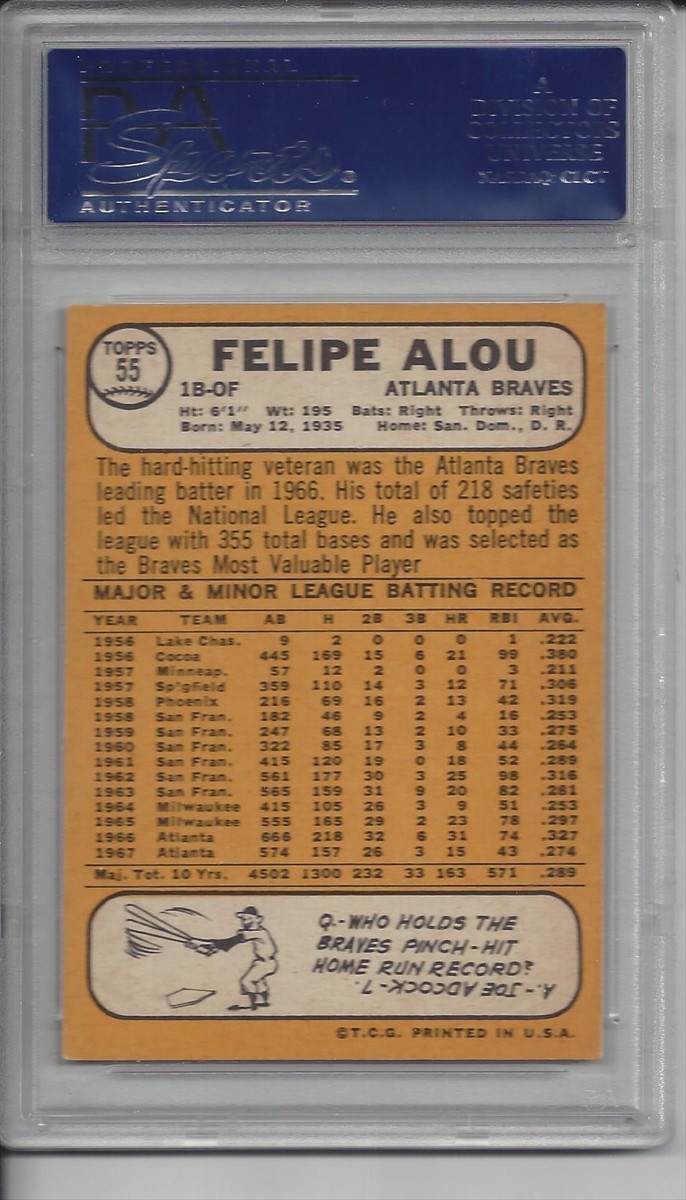 PROFESSIONAL
PSA
Sports
AUTHENTICATOR
A
DIVISION OF
COLLECTORS
UNIVERSE
NASDAQ: CLCT
TOPPS
55
FELIPE ALOU
1B-OF ATLANTA BRAVES
Ht: 6'1" Wt: 195 Bats: Right Throws: Right
Born: May 12, 1935 Home: San. Dom., D. R.
The hard-hitting veteran was the Atlanta Braves
leading batter in 1966. His total of 218 safeties
led the National League. He also topped the
league with 355 total bases and was selected as
the Braves Most Valuable Player
MAJOR & MINOR LEAGUE BATTING RECORD
YEAR TEAM AB H 2B 3B HR RBI AVG.
1956 Lake Chas. 9 2 0 0 0 1 .222
1956 Cocoa 445 169 15 6 21 99 .380
1957 Minneap. 57 12 2 0 0 3 .211
1957 Sp'gfield 359 110 14 3 12 71 .306
1958 Phoenix 216 69 16 2 13 42 .319
1958 San Fran. 182 46 9 2 4 16 .253
1959 San Fran. 247 68 13 2 10 33 .275
1960 San Fran. 322 85 17 3 8 44 .264
1961 San Fran. 415 120 19 0 18 52 .289
1962 San Fran. 561 177 30 3 25 98 .316
1963 San Fran. 565 159 31 9 20 82 .281
1964 Milwaukee 415 105 26 3 9 51 .253
1965 Milwaukee 555 165 29 2 23 78 .297
1966 Atlanta 666 218 32 6 31 74 .327
1967 Atlanta 574 157 26 3 15 43 .274
Maj. Tot. 10 Yrs. 4502 1300 232 33 163 571 .289
Q.-WHO HOLDS THE
BRAVES PINCH-HIT
HOME RUN RECORD?
A.-JOE ADCOCK-7.
©T.C.G. PRINTED IN U.S.A.